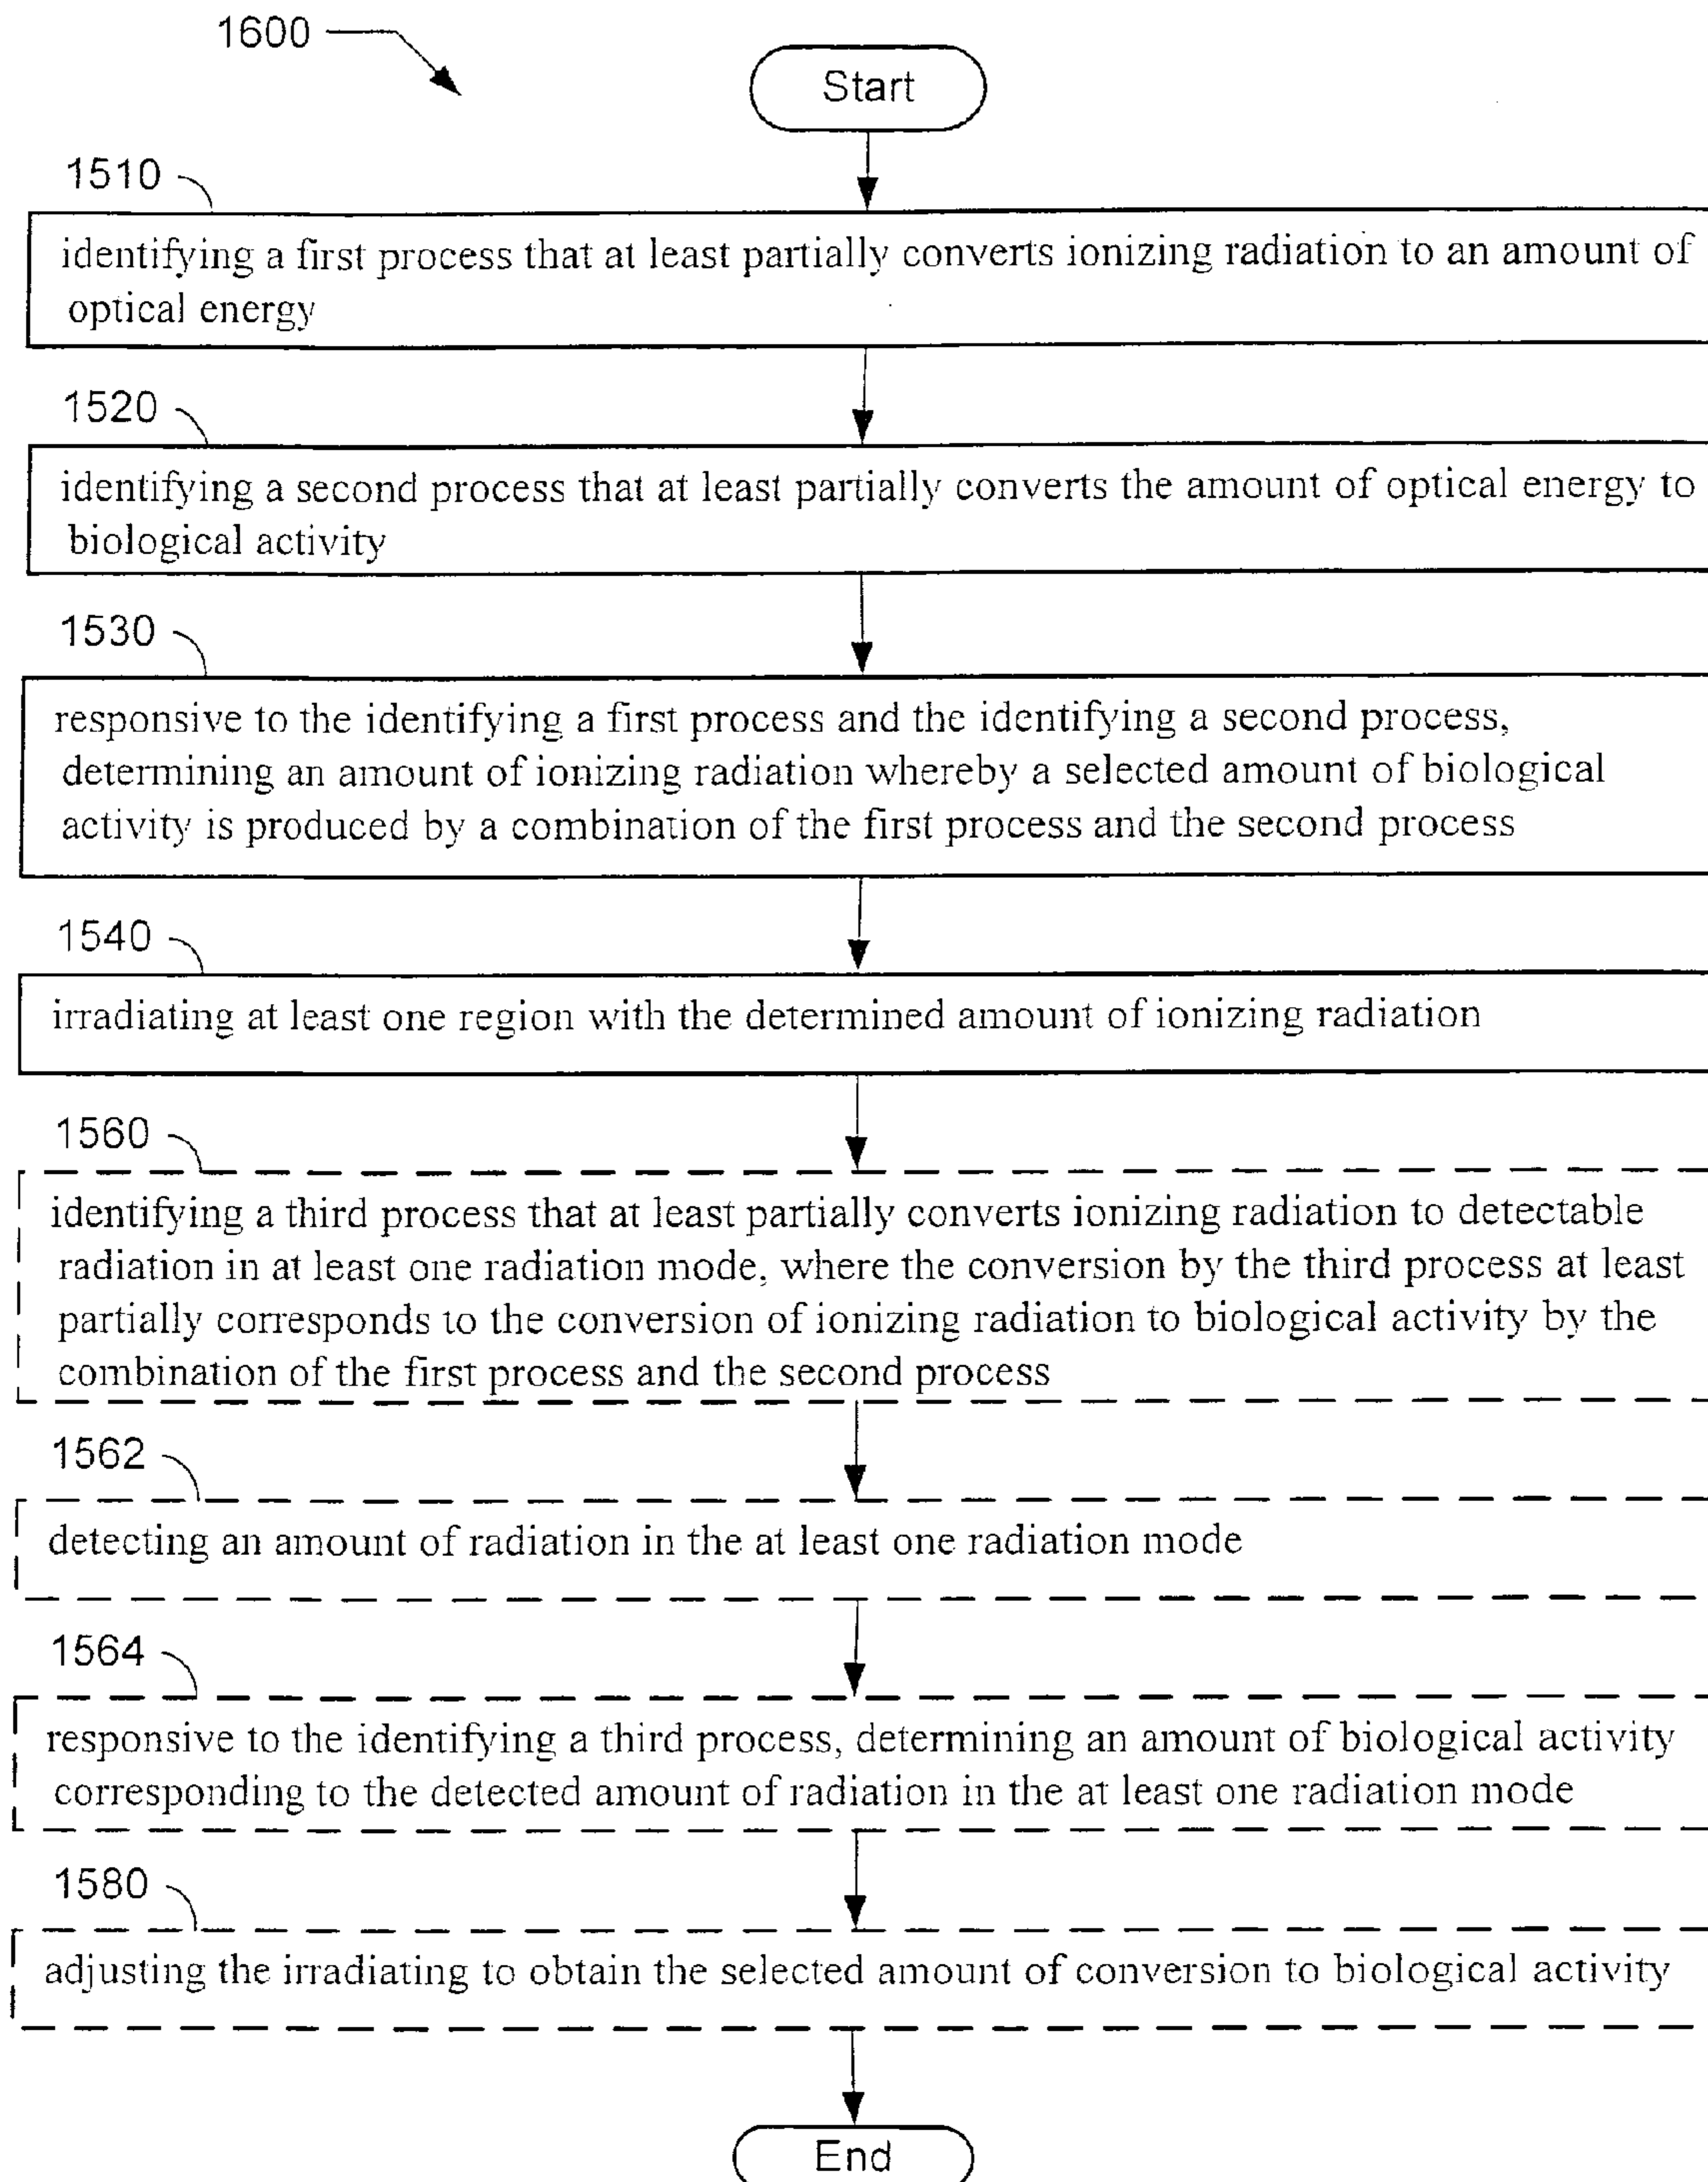 1600
Start
1510
identifying a first process that at least partially converts ionizing radiation to an amount of
optical energy
1520
identifying a second process that at least partially converts the amount of optical energy to
biological activity
1530
responsive to the identifying a first process and the identifying a second process,
determining an amount of ionizing radiation whereby a selected amount of biological
activity is produced by a combination of the first process and the second process
1540
irradiating at least one region with the determined amount of ionizing radiation
1560
identifying a third process that at least partially converts ionizing radiation to detectable
radiation in at least one radiation mode, where the conversion by the third process at least
partially corresponds to the conversion of ionizing radiation to biological activity by the
combination of the first process and the second process
1562
detecting an amount of radiation in the at least one radiation mode
1564
responsive to the identifying a third process, determining an amount of biological activity
corresponding to the detected amount of radiation in the at least one radiation mode
1580
adjusting the irradiating to obtain the selected amount of conversion to biological activity
End